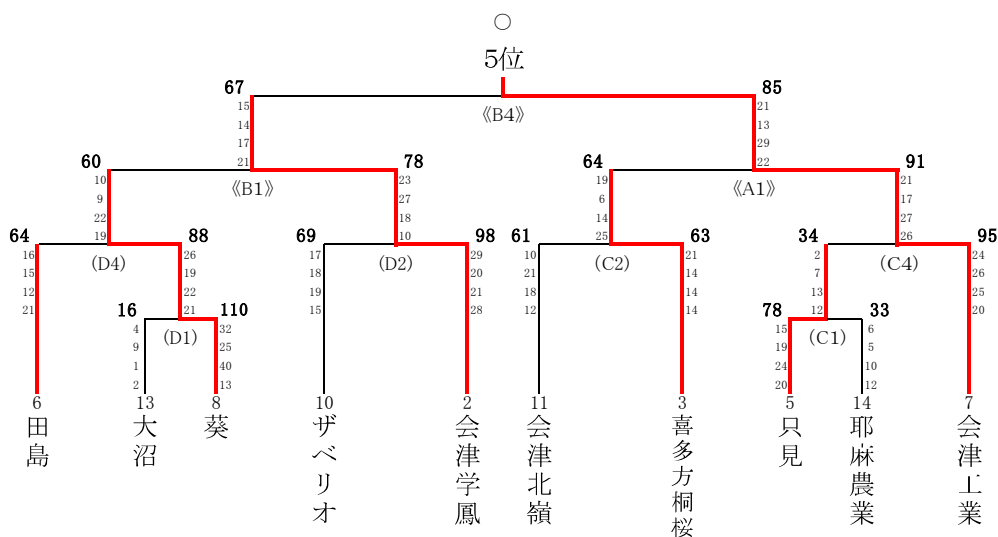 ○
5位
67 85
15 21
《B4》
14 13
17 29
21 22
60 78 64 91
10 23 19 21
《B1》 《A1》
9 27 6 17
22 18 14 27
19 10 25 26
64 88 69 98 61 63 34 95
16 26 17 29 10 21 2 24
(D4) (D2) (C2) (C4)
15 19 18 20 21 14 7 26
12 22 19 21 18 14 13 25
21 21 15 28 12 14 12 20
16 110 78 33
4 32 15 6
(D1) (C1)
9 25 19 5
1 40 24 10
2 13 20 12
6 13 8 10 2 11 3 5 14 7
田島
大沼
葵
ザベリオ
会津学鳳
会津北嶺
喜多方桐桜
只見
耶麻農業
会津工業